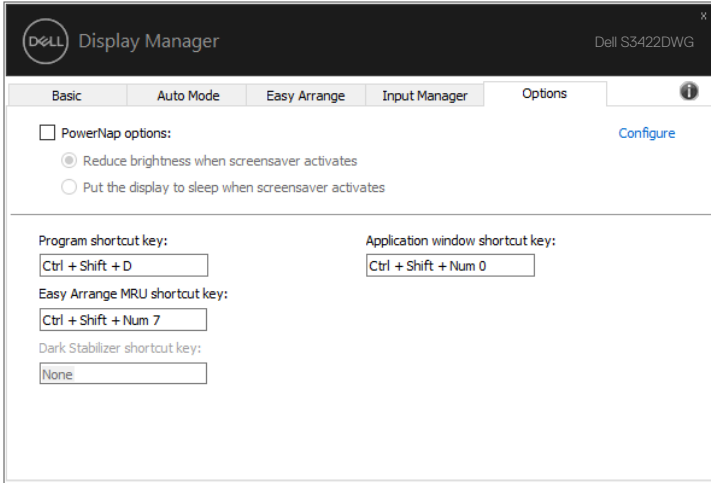 x
DELL Display Manager
Dell S3422DWG
Basic Auto Mode Easy Arrange Input Manager Options i
PowerNap options: Configure
Reduce brightness when screensaver activates
Put the display to sleep when screensaver activates
Program shortcut key: Application window shortcut key:
Ctrl + Shift + D Ctrl + Shift + Num 0
Easy Arrange MRU shortcut key:
Ctrl + Shift + Num 7
Dark Stabilizer shortcut key:
None